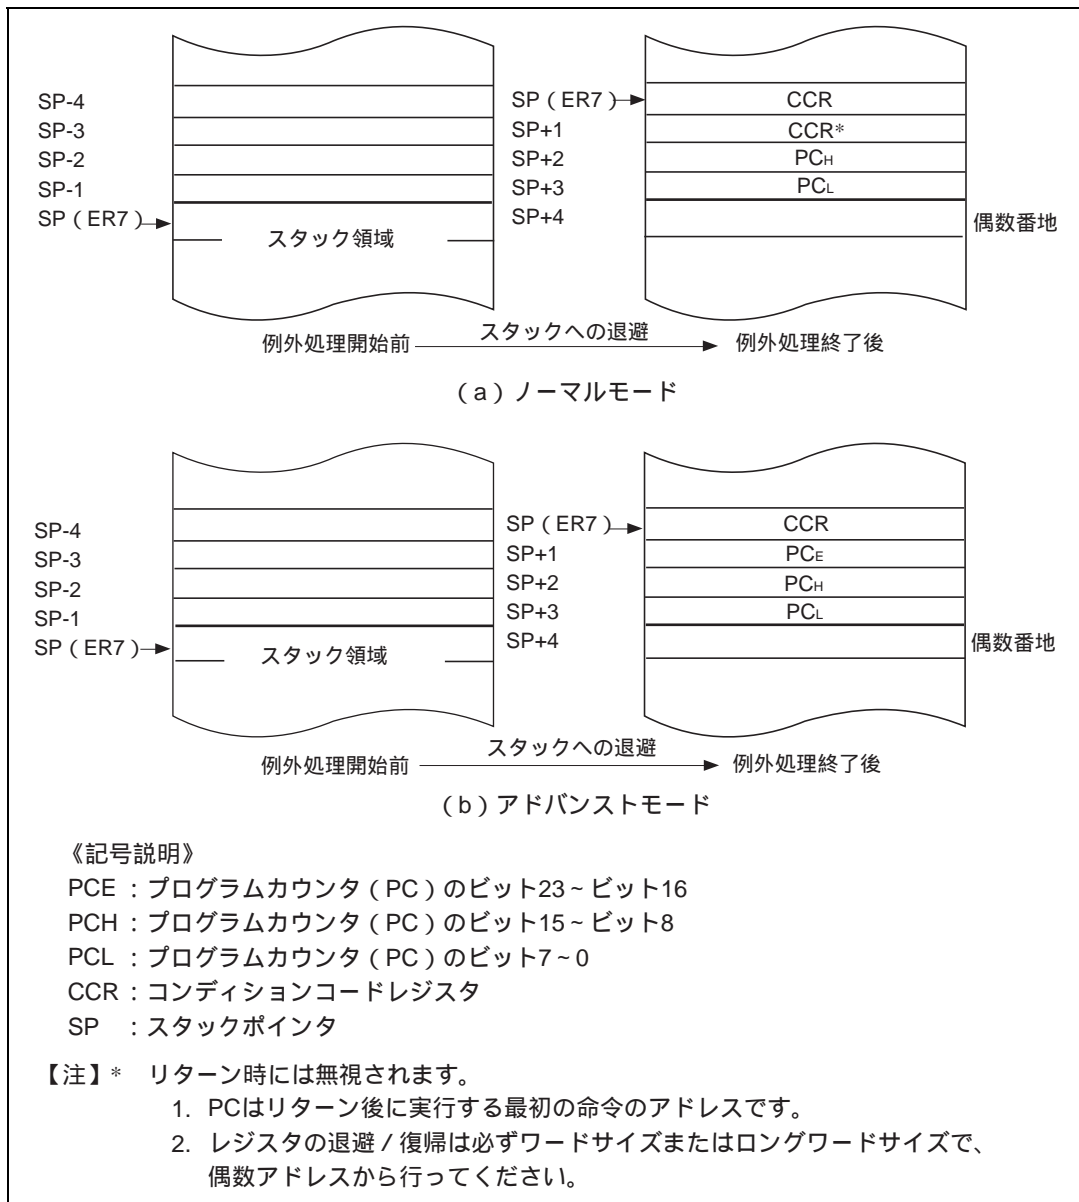 SP-4
SP-3
SP-2
SP-1
SP(ER7)
スタック領域
SP(ER7)
SP+1
SP+2
SP+3
SP+4
CCR
CCR*
PCH
PCL
偶数番地
例外処理開始前
スタックへの退避
例外処理終了後
(a)ノーマルモード
SP-4
SP-3
SP-2
SP-1
SP(ER7)
スタック領域
SP(ER7)
SP+1
SP+2
SP+3
SP+4
CCR
PCE
PCH
PCL
偶数番地
例外処理開始前
スタックへの退避
例外処理終了後
(b)アドバンストモード
《記号説明》
PCE :プログラムカウンタ(PC)のビット23~ビット16
PCH :プログラムカウンタ(PC)のビット15~ビット8
PCL :プログラムカウンタ(PC)のビット7~0
CCR :コンディションコードレジスタ
SP :スタックポインタ
【注】* リターン時には無視されます。
1. PCはリターン後に実行する最初の命令のアドレスです。
2. レジスタの退避/復帰は必ずワードサイズまたはロングワードサイズで、
偶数アドレスから行ってください。